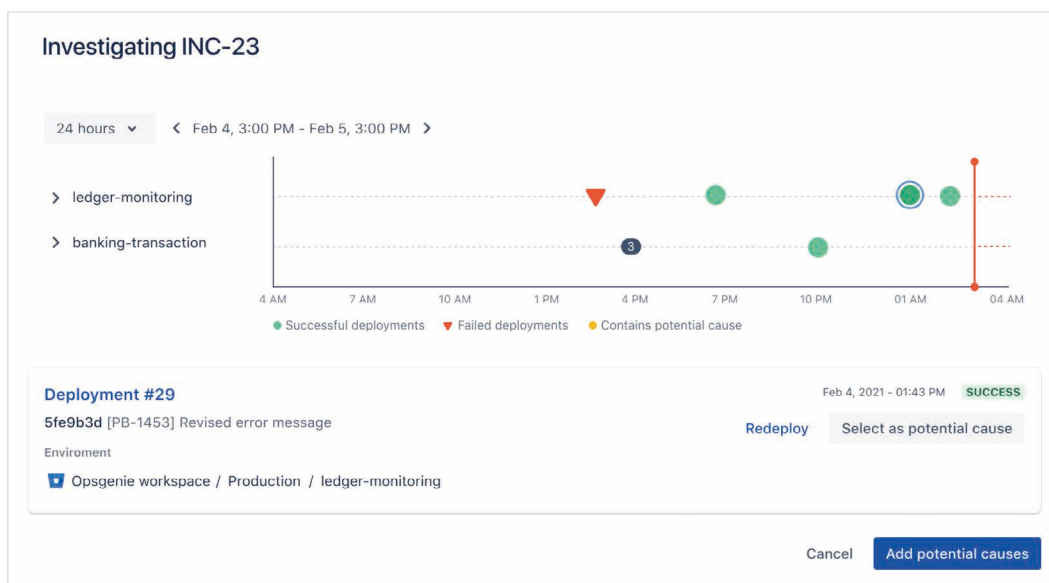 Investigating INC-23
24 hours Feb 4, 3:00 PM - Feb 5, 3:00 PM
ledger-monitoring
banking-transaction
3
4 AM 7 AM 10 AM 1 PM 4 PM 7 PM 10 PM 01 AM 04 AM
Successful deployments Failed deployments Contains potential cause
Deployment #29
Feb 4, 2021 - 01:43 PM SUCCESS
5fe9b3d [PB-1453] Revised error message
Redeploy Select as potential cause
Enviroment
Opsgenie workspace / Production / ledger-monitoring
Cancel Add potential causes